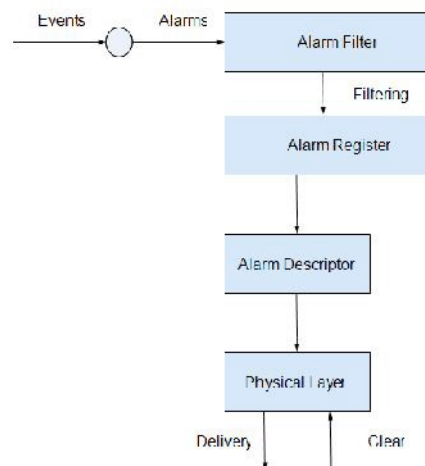 Events
Alarms
Alarm Filter
Filtering
Alarm Register
Alarm Descriptor
Physical Layer
Delivery
Clear